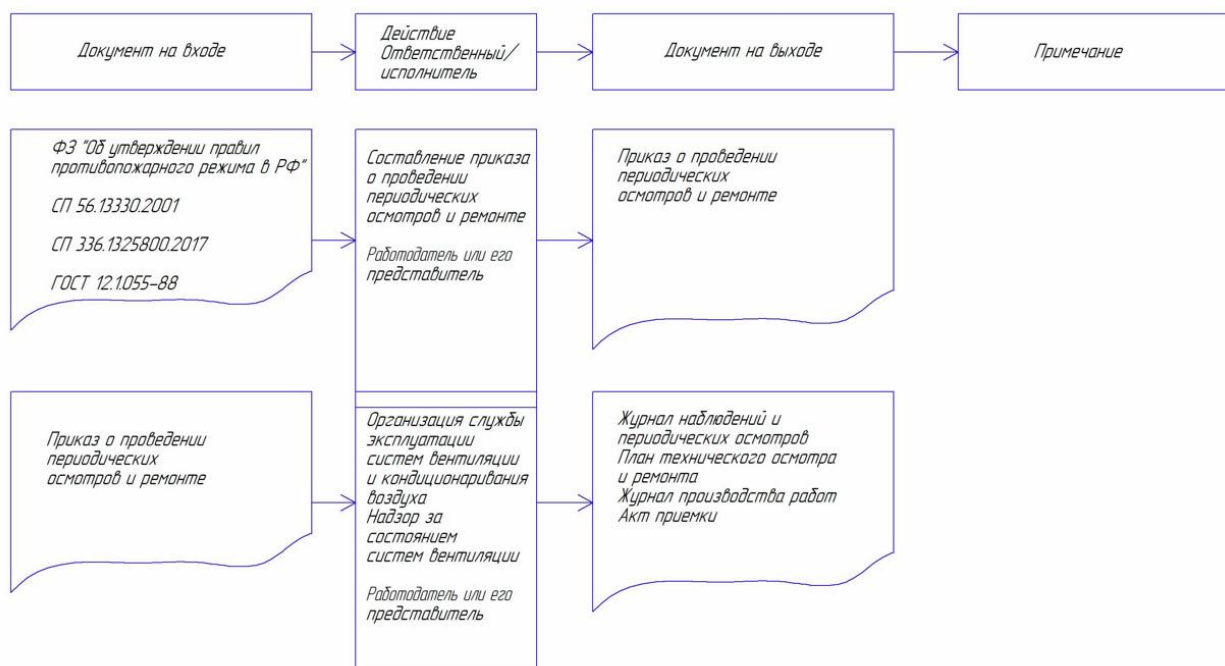 Документ на входе
Действие
Ответственный/
исполнитель
Документ на выходе
Примечание
ФЗ "Об утверждении правил
противопожарного режима в РФ"
СП 56.13330.2001
СП 336.1325800.2017
ГОСТ 12.1.055-88
Составление приказа
о проведении
периодических
осмотров и ремонте
Работодатель или его
представитель
Приказ о проведении
периодических
осмотров и ремонте
Приказ о проведении
периодических
осмотров и ремонте
Организация службы
эксплуатации
систем вентиляции
и кондиционаривания
воздуха
Надзор за
состоянием
систем вентиляции
Работодатель или его
представитель
Журнал наблюдений и
периодических осмотров
План технического осмотра
и ремонта
Журнал производства работ
Акт приемки